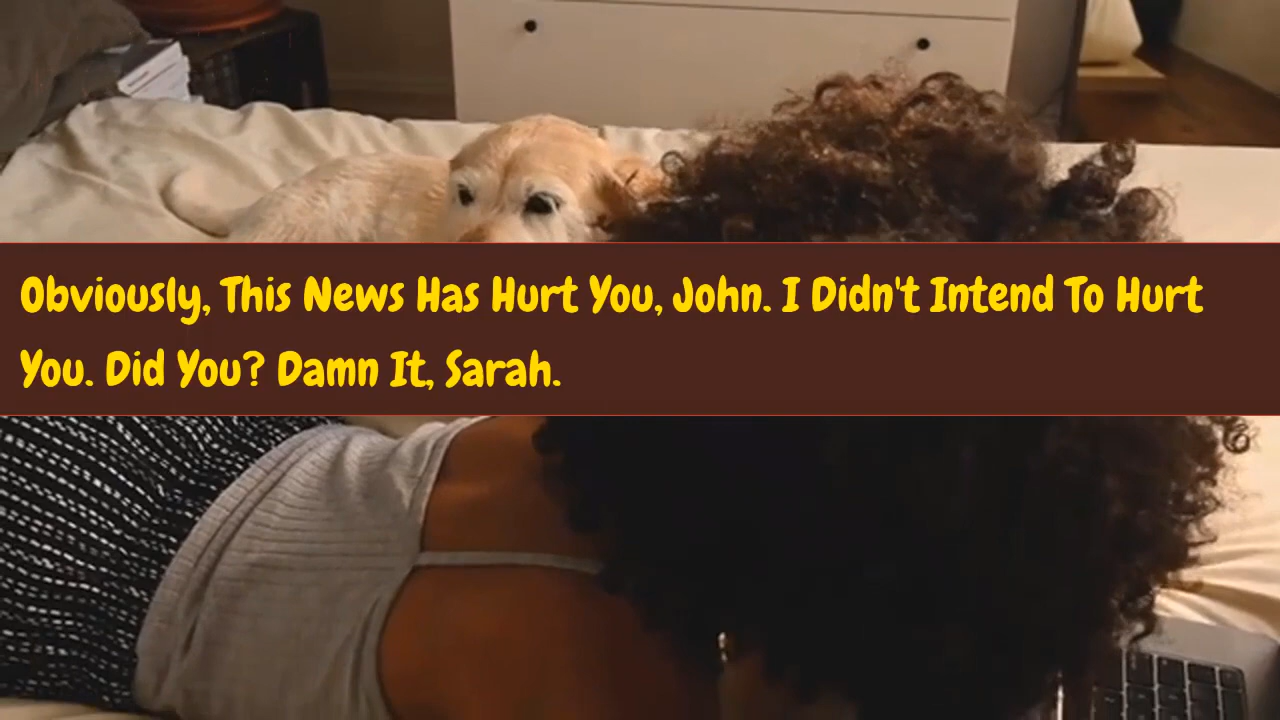 Obviously, This News Has Hurt You, John. I Didn't Intend To Hurt
You. Did You? Damn It, Sarah.